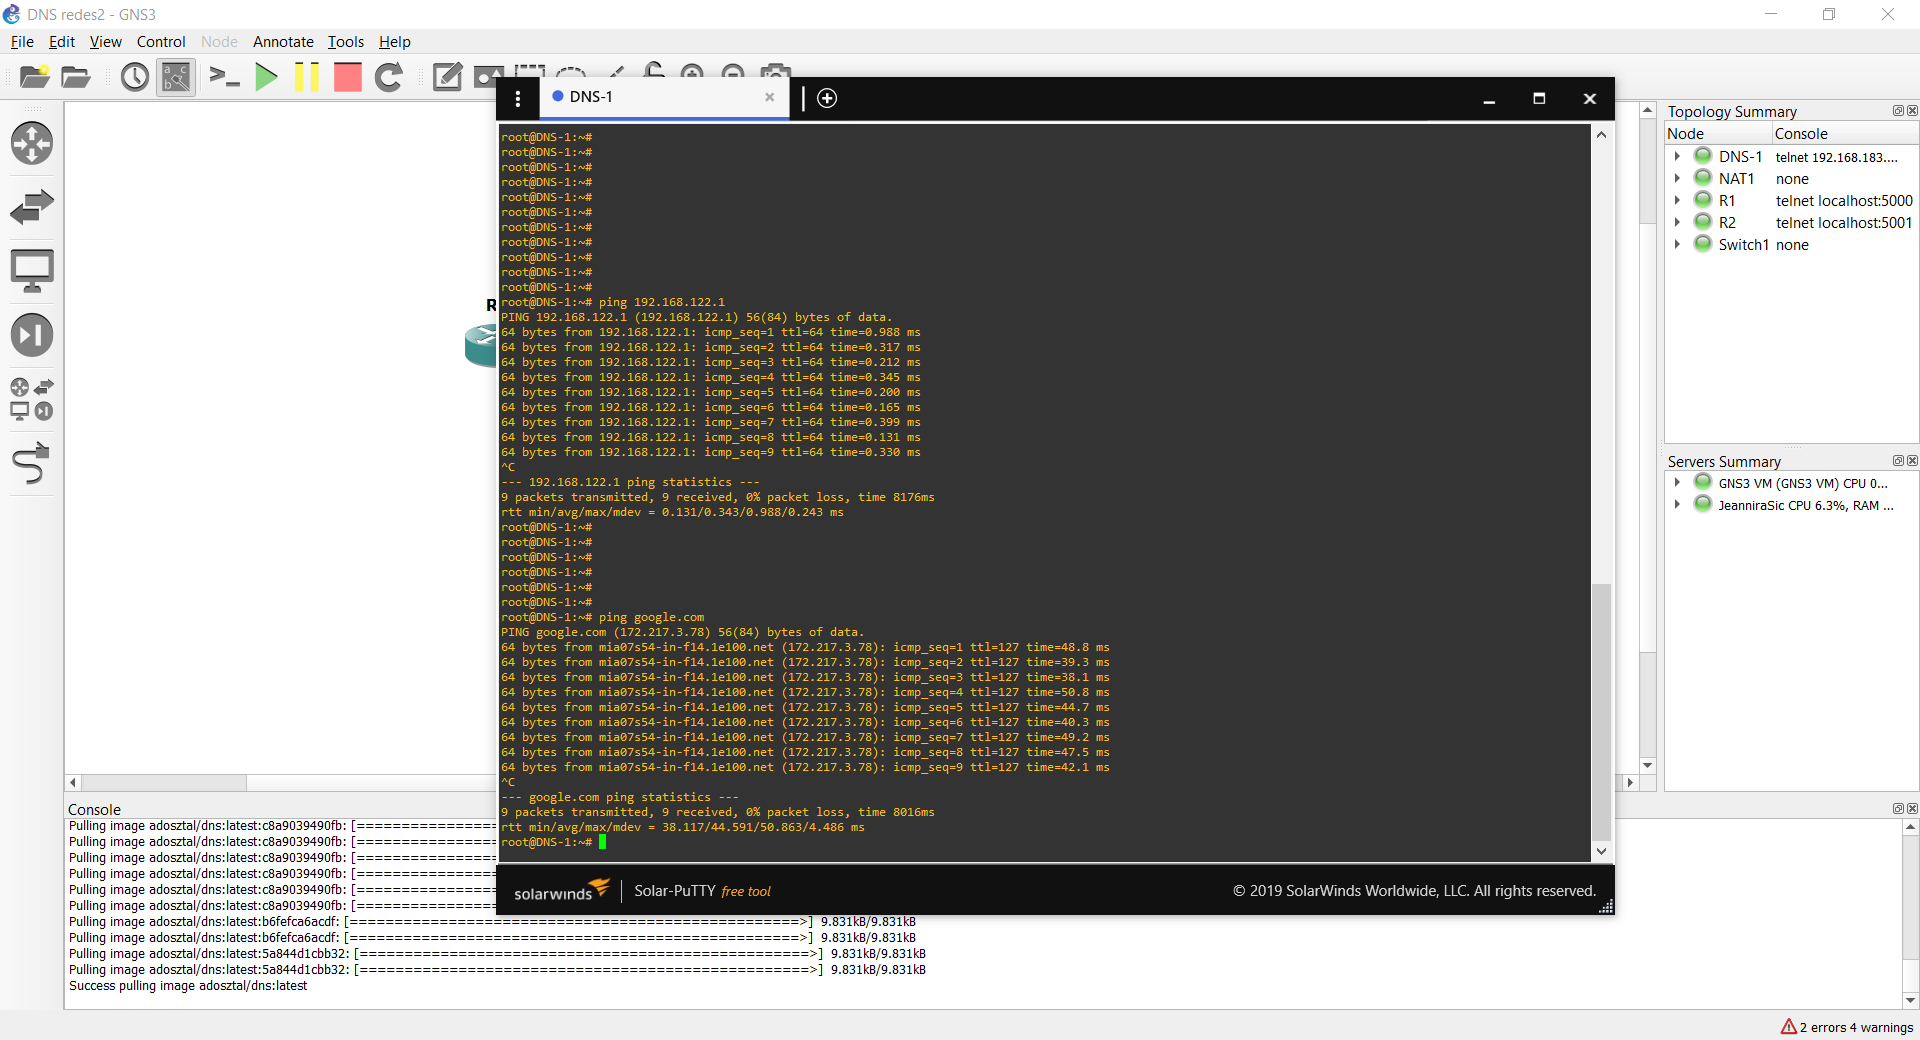 DNS redes2 - GNS3
File Edit View Control Node Annotate Tools Help
DNS-1
root@DNS-1:~#
root@DNS-1:~#
root@DNS-1:~#
root@DNS-1:~#
root@DNS-1:~#
root@DNS-1:~#
root@DNS-1:~#
root@DNS-1:~#
root@DNS-1:~#
root@DNS-1:~#
root@DNS-1:~#
root@DNS-1:~# ping 192.168.122.1
PING 192.168.122.1 (192.168.122.1) 56(84) bytes of data.
64 bytes from 192.168.122.1: icmp_seq=1 ttl=64 time=0.988 ms
64 bytes from 192.168.122.1: icmp_seq=2 ttl=64 time=0.317 ms
64 bytes from 192.168.122.1: icmp_seq=3 ttl=64 time=0.212 ms
64 bytes from 192.168.122.1: icmp_seq=4 ttl=64 time=0.345 ms
64 bytes from 192.168.122.1: icmp_seq=5 ttl=64 time=0.200 ms
64 bytes from 192.168.122.1: icmp_seq=6 ttl=64 time=0.165 ms
64 bytes from 192.168.122.1: icmp_seq=7 ttl=64 time=0.399 ms
64 bytes from 192.168.122.1: icmp_seq=8 ttl=64 time=0.131 ms
64 bytes from 192.168.122.1: icmp_seq=9 ttl=64 time=0.330 ms
^C
--- 192.168.122.1 ping statistics ---
9 packets transmitted, 9 received, 0% packet loss, time 8176ms
rtt min/avg/max/mdev = 0.131/0.343/0.988/0.243 ms
root@DNS-1:~#
root@DNS-1:~#
root@DNS-1:~#
root@DNS-1:~#
root@DNS-1:~#
root@DNS-1:~#
root@DNS-1:~# ping google.com
PING google.com (172.217.3.78) 56(84) bytes of data.
64 bytes from mia07s54-in-f14.1e100.net (172.217.3.78): icmp_seq=1 ttl=127 time=48.8 ms
64 bytes from mia07s54-in-f14.1e100.net (172.217.3.78): icmp_seq=2 ttl=127 time=39.3 ms
64 bytes from mia07s54-in-f14.1e100.net (172.217.3.78): icmp_seq=3 ttl=127 time=38.1 ms
64 bytes from mia07s54-in-f14.1e100.net (172.217.3.78): icmp_seq=4 ttl=127 time=50.8 ms
64 bytes from mia07s54-in-f14.1e100.net (172.217.3.78): icmp_seq=5 ttl=127 time=44.7 ms
64 bytes from mia07s54-in-f14.1e100.net (172.217.3.78): icmp_seq=6 ttl=127 time=40.3 ms
64 bytes from mia07s54-in-f14.1e100.net (172.217.3.78): icmp_seq=7 ttl=127 time=49.2 ms
64 bytes from mia07s54-in-f14.1e100.net (172.217.3.78): icmp_seq=8 ttl=127 time=47.5 ms
64 bytes from mia07s54-in-f14.1e100.net (172.217.3.78): icmp_seq=9 ttl=127 time=42.1 ms
^C
--- google.com ping statistics ---
9 packets transmitted, 9 received, 0% packet loss, time 8016ms
rtt min/avg/max/mdev = 38.117/44.591/50.863/4.486 ms
root@DNS-1:~#
solarwinds Solar-PuTTY free tool
© 2019 SolarWinds Worldwide, LLC. All rights reserved.
R
Topology Summary
Node Console
DNS-1 telnet 192.168.183....
NAT1 none
R1 telnet localhost:5000
R2 telnet localhost:5001
Switch1 none
Servers Summary
GNS3 VM (GNS3 VM) CPU 0...
JeanniraSic CPU 6.3%, RAM ...
Console
Pulling image adosztal/dns:latest:c8a9039490fb: [================
Pulling image adosztal/dns:latest:c8a9039490fb: [================
Pulling image adosztal/dns:latest:c8a9039490fb: [================
Pulling image adosztal/dns:latest:c8a9039490fb: [================
Pulling image adosztal/dns:latest:c8a9039490fb: [================
Pulling image adosztal/dns:latest:c8a9039490fb: [================
Pulling image adosztal/dns:latest:b6fefca6acdf: [==================================================>] 9.831kB/9.831kB
Pulling image adosztal/dns:latest:b6fefca6acdf: [==================================================>] 9.831kB/9.831kB
Pulling image adosztal/dns:latest:5a844d1cbb32: [==================================================>] 9.831kB/9.831kB
Pulling image adosztal/dns:latest:5a844d1cbb32: [==================================================>] 9.831kB/9.831kB
Success pulling image adosztal/dns:latest
2 errors 4 warnings